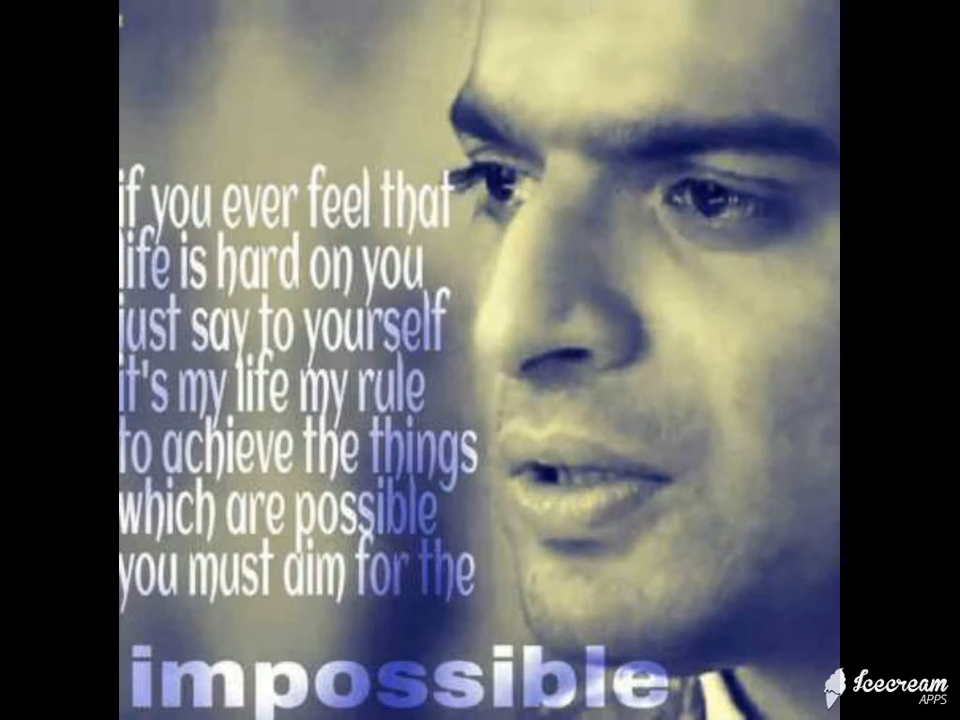 if you ever feel that
life is hard on you
just say to yourself
it's my life my rule
to achieve the things
which are possible
you must aim for the
impossible
Icecream
APPS